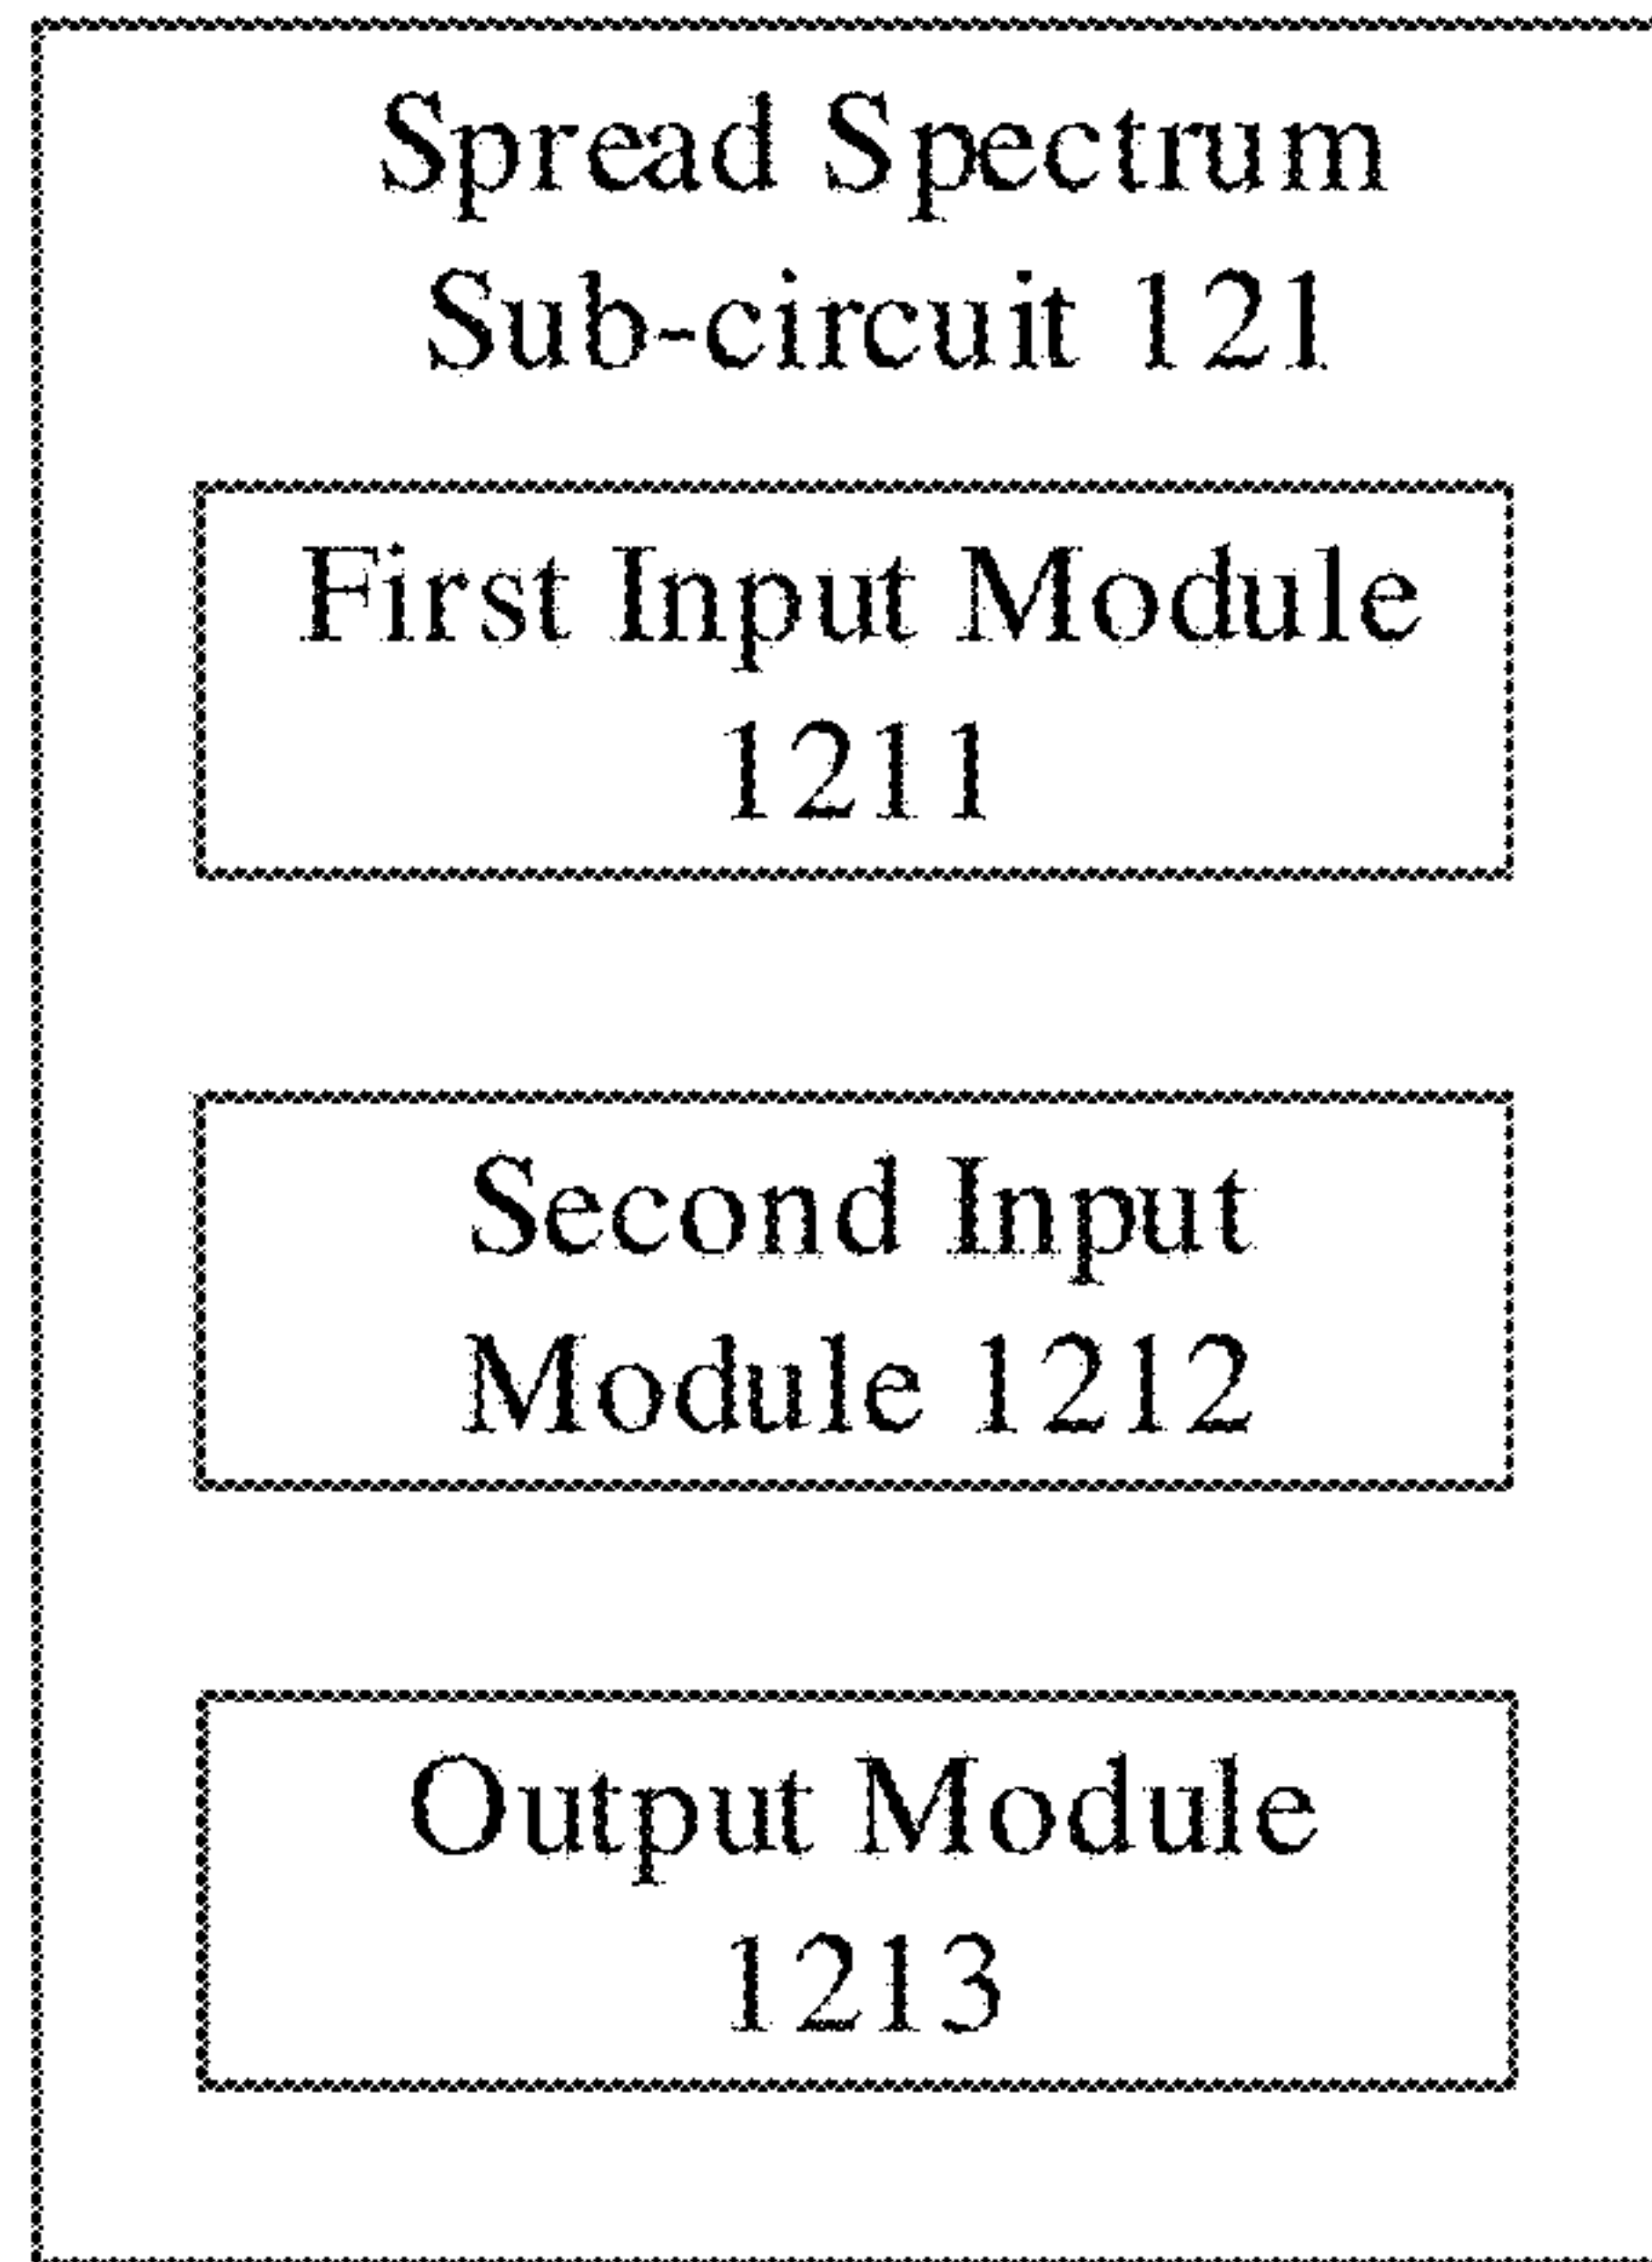 Spread Spectrum
Sub-circuit 121
First Input Module
1211
Second Input
Module 1212
Output Module
1213